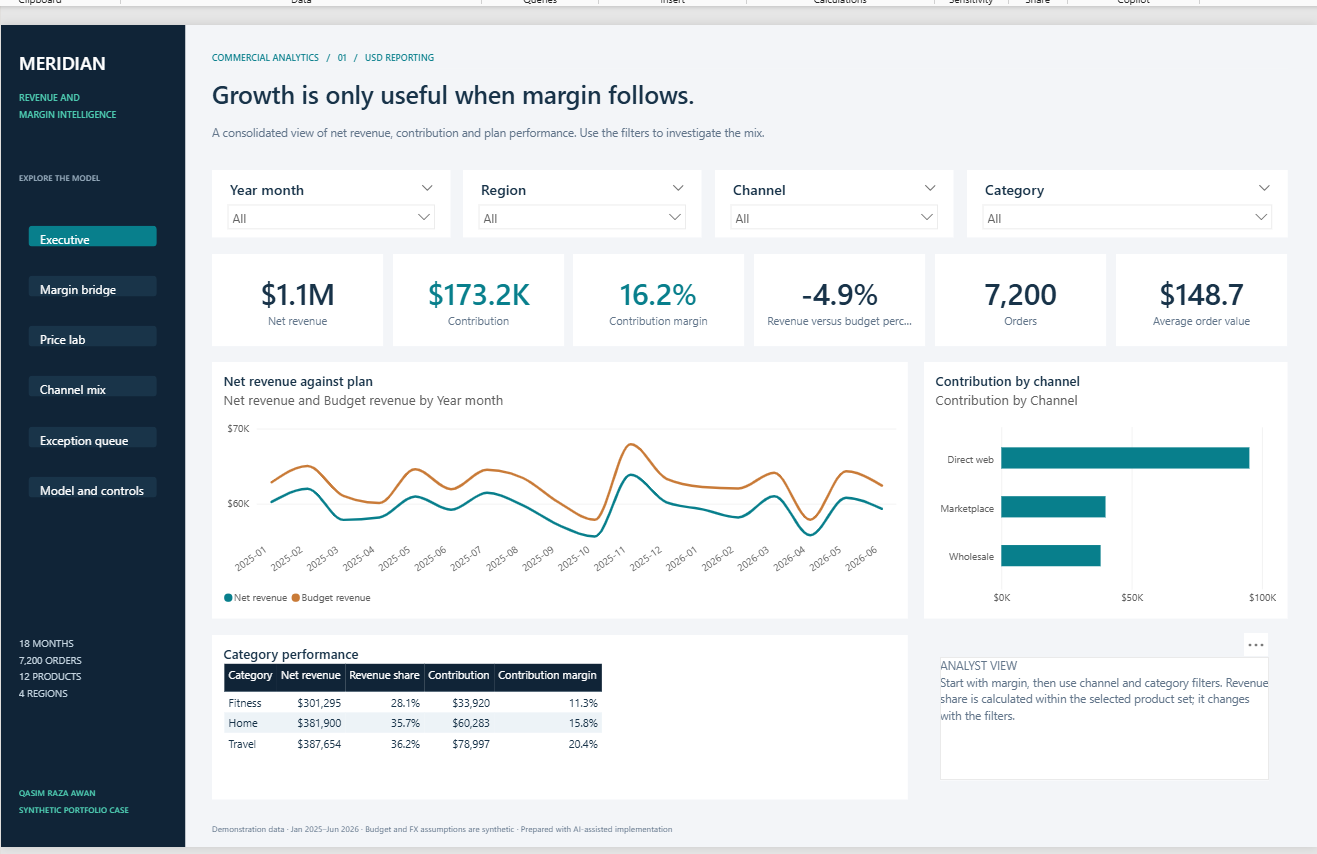 Clipboard Data Queries Insert Calculations Sensitivity Share Copilot
MERIDIAN
REVENUE AND
MARGIN INTELLIGENCE
EXPLORE THE MODEL
Executive
Margin bridge
Price lab
Channel mix
Exception queue
Model and controls
18 MONTHS
7,200 ORDERS
12 PRODUCTS
4 REGIONS
QASIM RAZA AWAN
SYNTHETIC PORTFOLIO CASE
COMMERCIAL ANALYTICS / 01 / USD REPORTING
Growth is only useful when margin follows.
A consolidated view of net revenue, contribution and plan performance. Use the filters to investigate the mix.
Year month
All
Region
All
Channel
All
Category
All
$1.1M
Net revenue
$173.2K
Contribution
16.2%
Contribution margin
-4.9%
Revenue versus budget perc...
7,200
Orders
$148.7
Average order value
Net revenue against plan
Net revenue and Budget revenue by Year month
$70K
$60K
2025-01 2025-02 2025-03 2025-04 2025-05 2025-06 2025-07 2025-08 2025-09 2025-10 2025-11 2025-12 2026-01 2026-02 2026-03 2026-04 2026-05 2026-06
Net revenue Budget revenue
Contribution by channel
Contribution by Channel
Direct web
Marketplace
Wholesale
$0K $50K $100K
Category performance
Category Net revenue Revenue share Contribution Contribution margin
Fitness $301,295 28.1% $33,920 11.3%
Home $381,900 35.7% $60,283 15.8%
Travel $387,654 36.2% $78,997 20.4%
ANALYST VIEW
Start with margin, then use channel and category filters. Revenue
share is calculated within the selected product set; it changes
with the filters.
Demonstration data · Jan 2025–Jun 2026 · Budget and FX assumptions are synthetic · Prepared with AI-assisted implementation